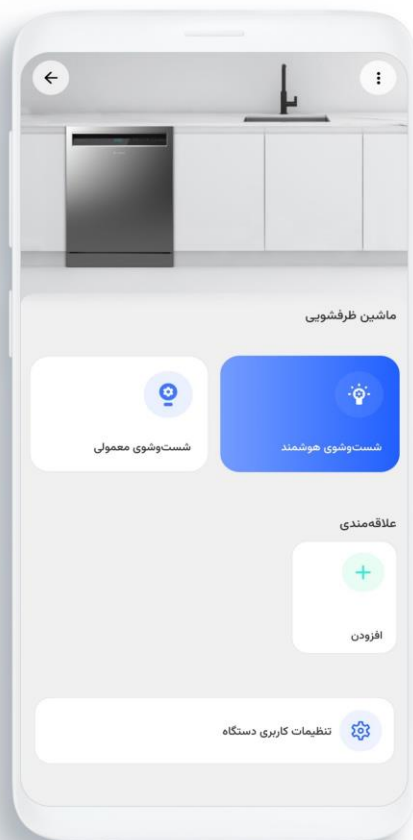 ماشین ظرفشویی
شست‌وشوی هوشمند
شست‌وشوی معمولی
علاقه‌مندی
افزودن
تنظیمات کاربری دستگاه